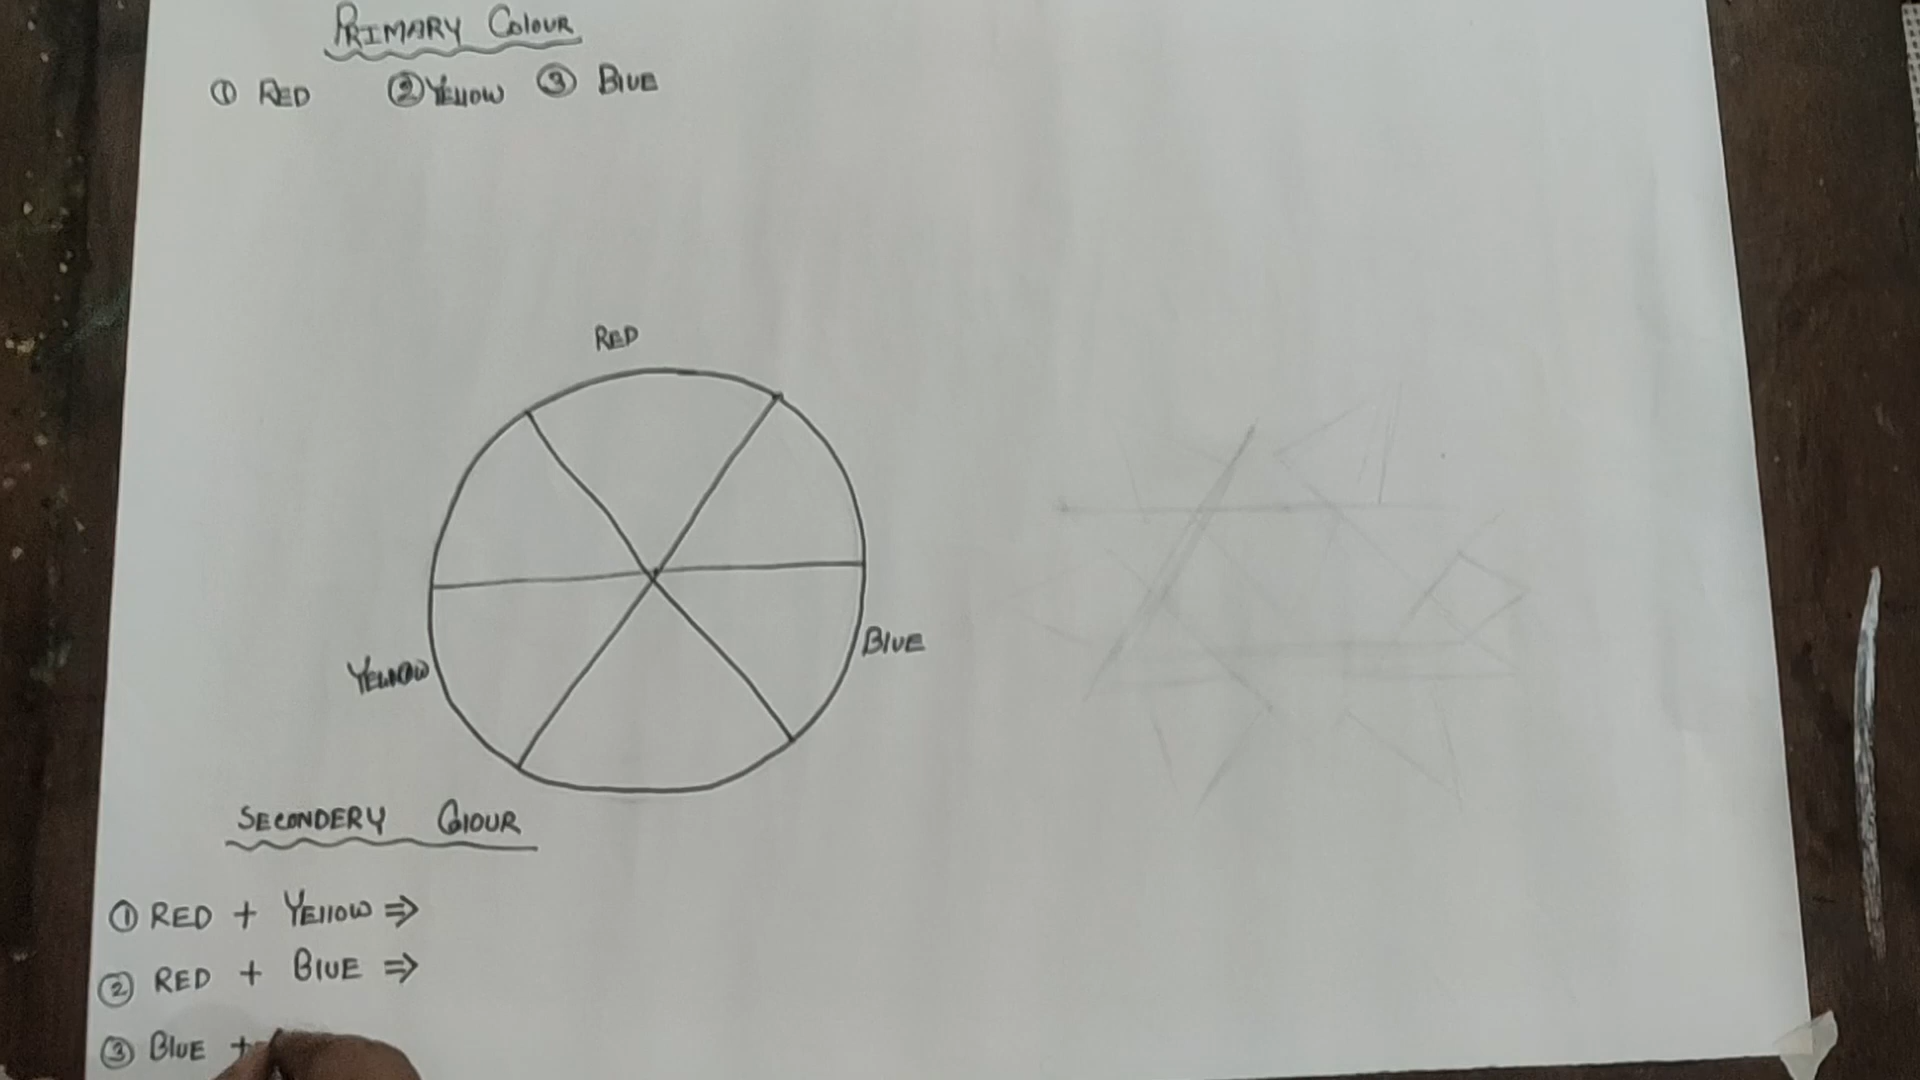 PRIMARY COLOUR
① RED ② YELLOW ③ BLUE
RED
BLUE
YELLOW
SECONDERY COLOUR
① RED + YELLOW ⇒
② RED + BLUE ⇒
③ BLUE +